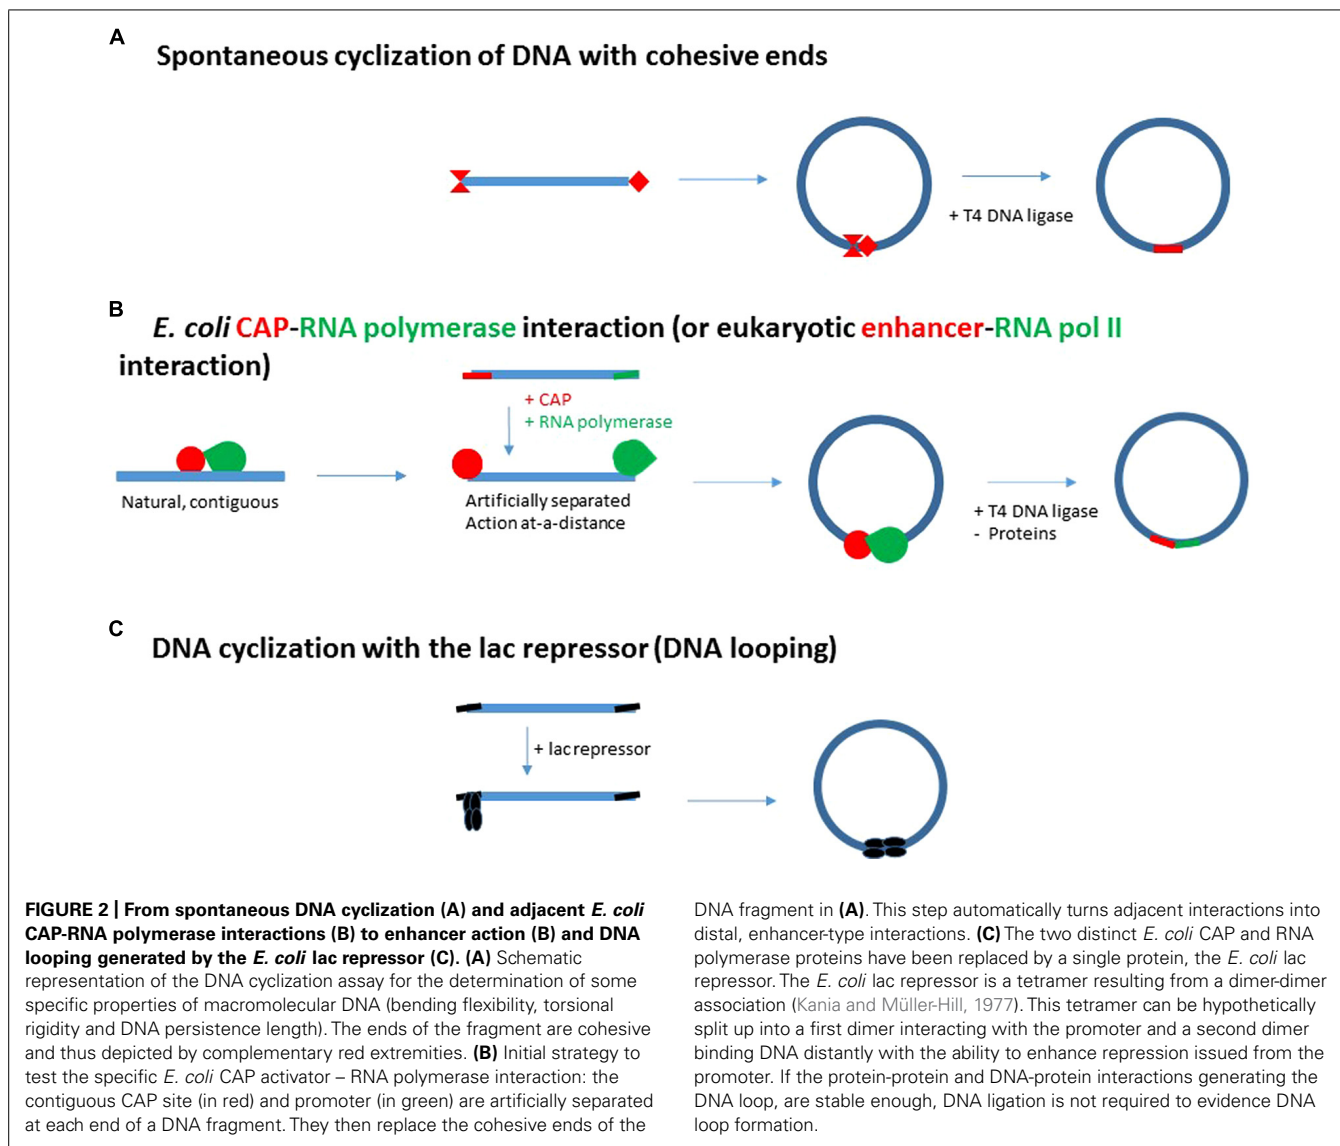 A
Spontaneous cyclization of DNA with cohesive ends
+ T4 DNA ligase
B
E. coli CAP-RNA polymerase interaction (or eukaryotic enhancer-RNA pol II
interaction)
+ CAP
+ RNA polymerase
Natural, contiguous
Artificially separated
Action at-a-distance
+ T4 DNA ligase
- Proteins
C
DNA cyclization with the lac repressor (DNA looping)
+ lac repressor
FIGURE 2 | From spontaneous DNA cyclization (A) and adjacent E. coli
CAP-RNA polymerase interactions (B) to enhancer action (B) and DNA
looping generated by the E. coli lac repressor (C). (A) Schematic
representation of the DNA cyclization assay for the determination of some
specific properties of macromolecular DNA (bending flexibility, torsional
rigidity and DNA persistence length). The ends of the fragment are cohesive
and thus depicted by complementary red extremities. (B) Initial strategy to
test the specific E. coli CAP activator – RNA polymerase interaction: the
contiguous CAP site (in red) and promoter (in green) are artificially separated
at each end of a DNA fragment. They then replace the cohesive ends of the
DNA fragment in (A). This step automatically turns adjacent interactions into
distal, enhancer-type interactions. (C) The two distinct E. coli CAP and RNA
polymerase proteins have been replaced by a single protein, the E. coli lac
repressor. The E. coli lac repressor is a tetramer resulting from a dimer-dimer
association (Kania and Müller-Hill, 1977). This tetramer can be hypothetically
split up into a first dimer interacting with the promoter and a second dimer
binding DNA distantly with the ability to enhance repression issued from the
promoter. If the protein-protein and DNA-protein interactions generating the
DNA loop, are stable enough, DNA ligation is not required to evidence DNA
loop formation.